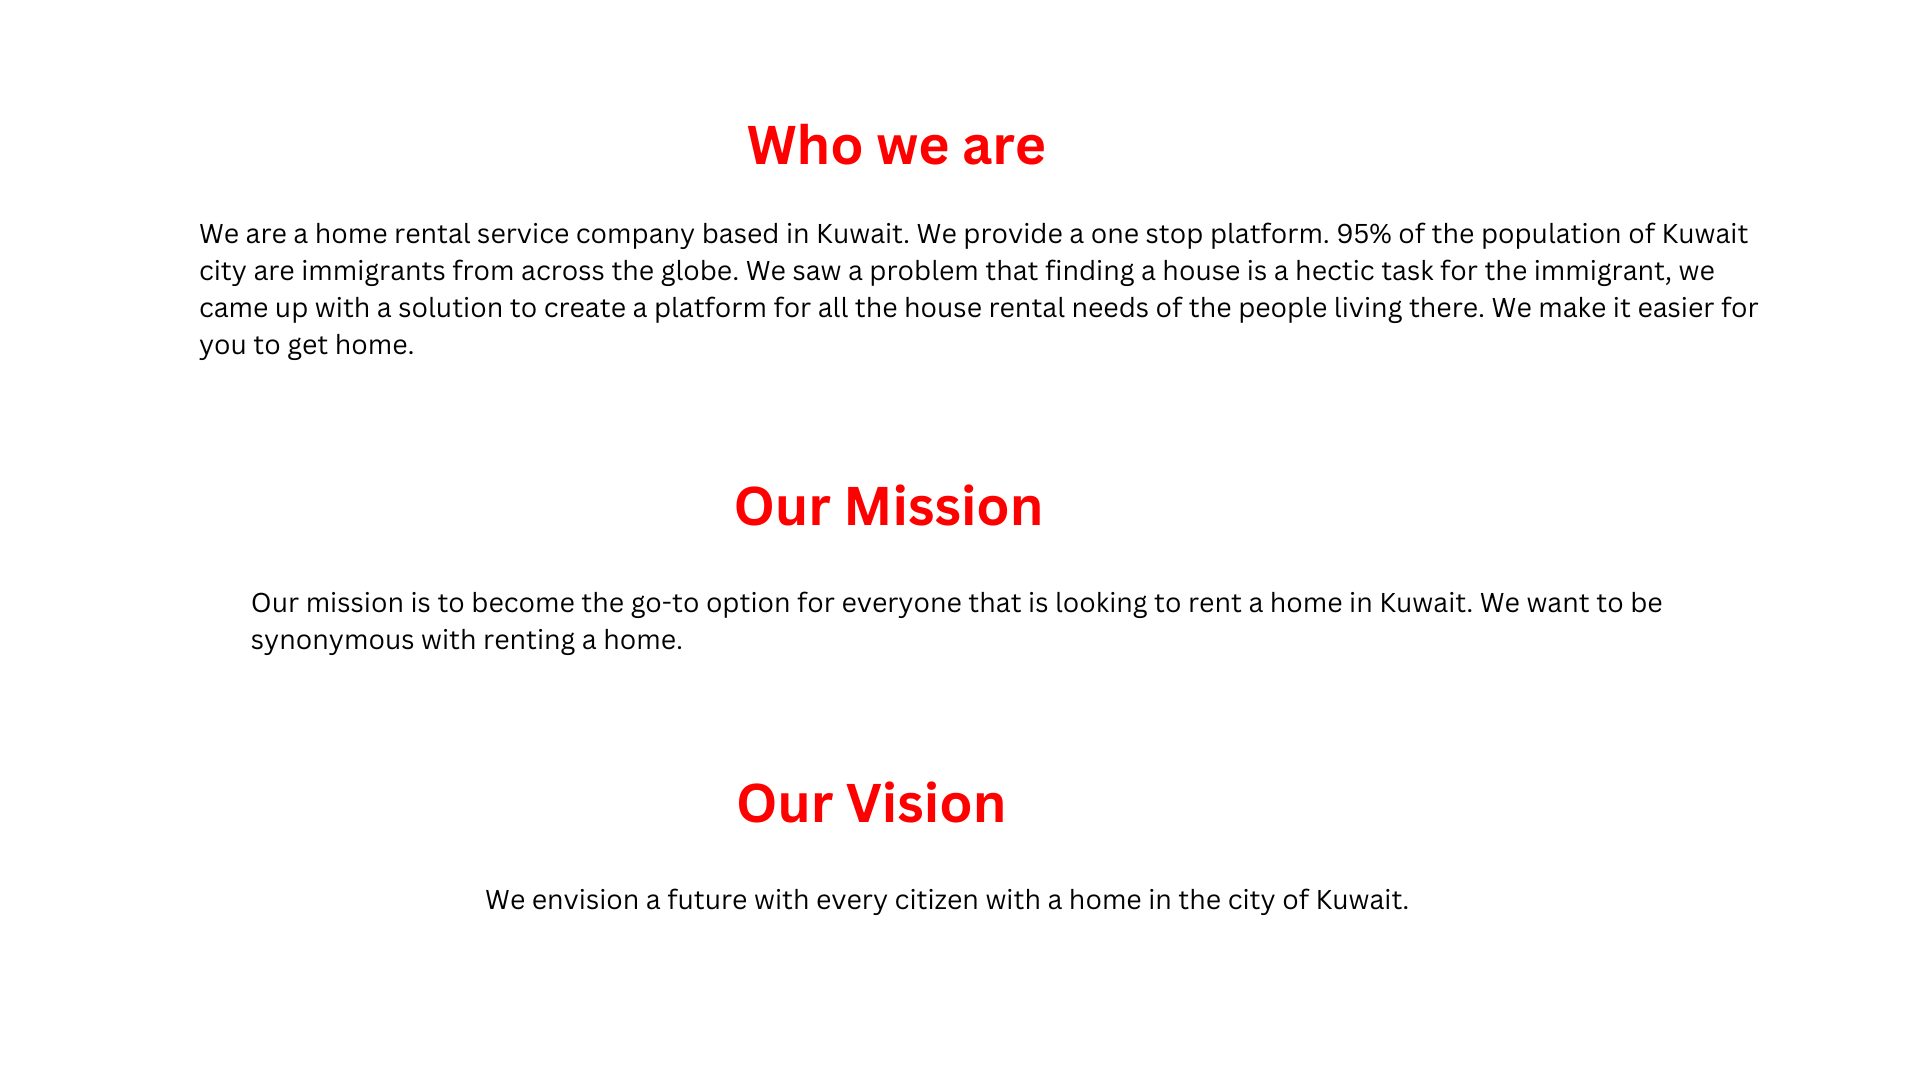 Who we are
We are a home rental service company based in Kuwait. We provide a one stop platform. 95% of the population of Kuwait
city are immigrants from across the globe. We saw a problem that finding a house is a hectic task for the immigrant, we
came up with a solution to create a platform for all the house rental needs of the people living there. We make it easier for
you to get home.
Our Mission
Our mission is to become the go-to option for everyone that is looking to rent a home in Kuwait. We want to be
synonymous with renting a home.
Our Vision
We envision a future with every citizen with a home in the city of Kuwait.